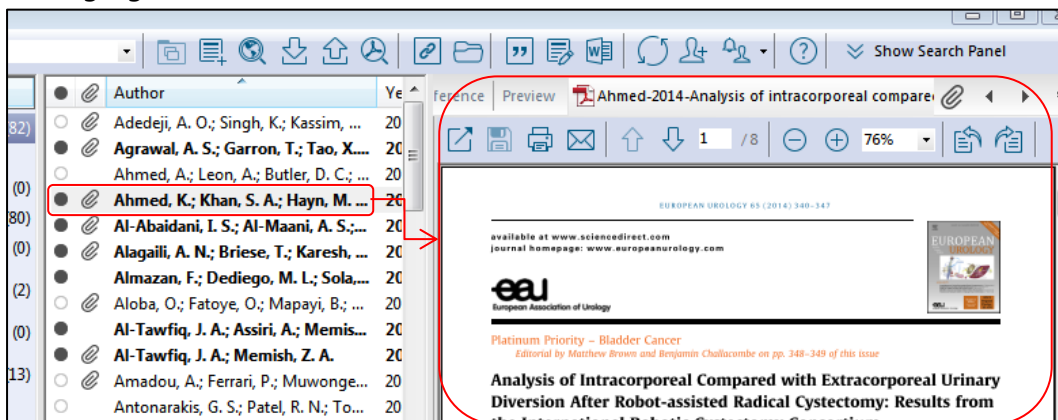 Show Search Panel
Author Ye
ference Preview Ahmed-2014-Analysis of intracorporeal compare
82)
(0)
80)
(0)
(2)
(0)
(13)
Adedeji, A. O.; Singh, K.; Kassim, ... 20
Agrawal, A. S.; Garron, T.; Tao, X.... 20
Ahmed, A.; Leon, A.; Butler, D. C.; ... 20
Ahmed, K.; Khan, S. A.; Hayn, M. ... 20
Al-Abaidani, I. S.; Al-Maani, A. S.;... 20
Alagaili, A. N.; Briese, T.; Karesh, ... 20
Almazan, F.; Dediego, M. L.; Sola,... 20
Aloba, O.; Fatoye, O.; Mapayi, B.; ... 20
Al-Tawfiq, J. A.; Assiri, A.; Memis... 20
Al-Tawfiq, J. A.; Memish, Z. A. 20
Amadou, A.; Ferrari, P.; Muwonge... 20
Antonarakis, G. S.; Patel, R. N.; To... 20
1 /8 76%
EUROPEAN UROLOGY 65 (2014) 340–347
available at www.sciencedirect.com
journal homepage: www.europeanurology.com
EUROPEAN
UROLOGY
eau
European Association of Urology
Platinum Priority – Bladder Cancer
Editorial by Matthew Brown and Benjamin Challacombe on pp. 348–349 of this issue
Analysis of Intracorporeal Compared with Extracorporeal Urinary
Diversion After Robot-assisted Radical Cystectomy: Results from
the International Robotic Cystectomy Consortium